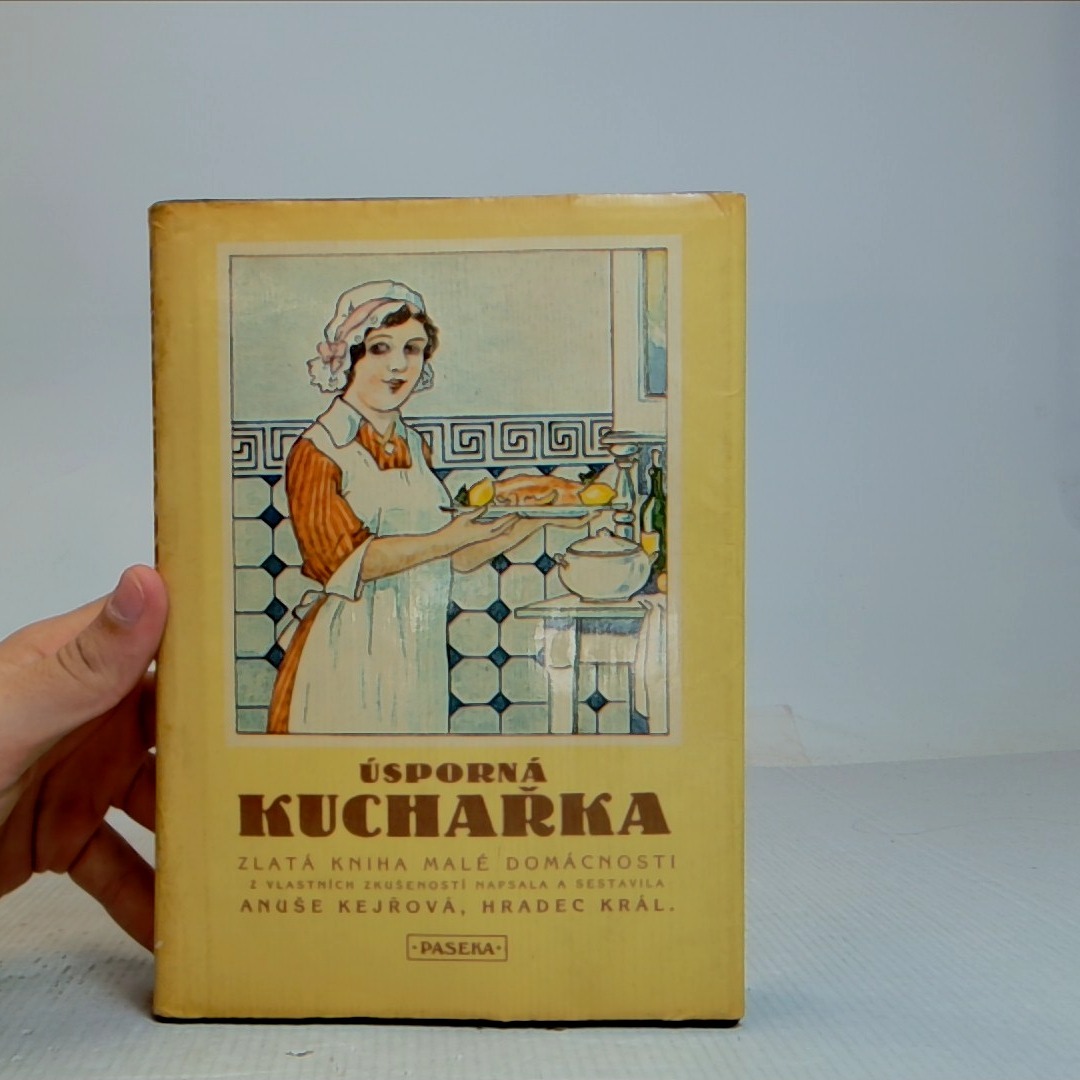 ÚSPORNÁ
KUCHAŘKA
ZLATÁ KNIHA MALÉ DOMÁCNOSTI
Z VLASTNÍCH ZKUŠENOSTÍ NAPSALA A SESTAVILA
ANUŠE KEJŘOVÁ, HRADEC KRÁL.
·PASEKA·